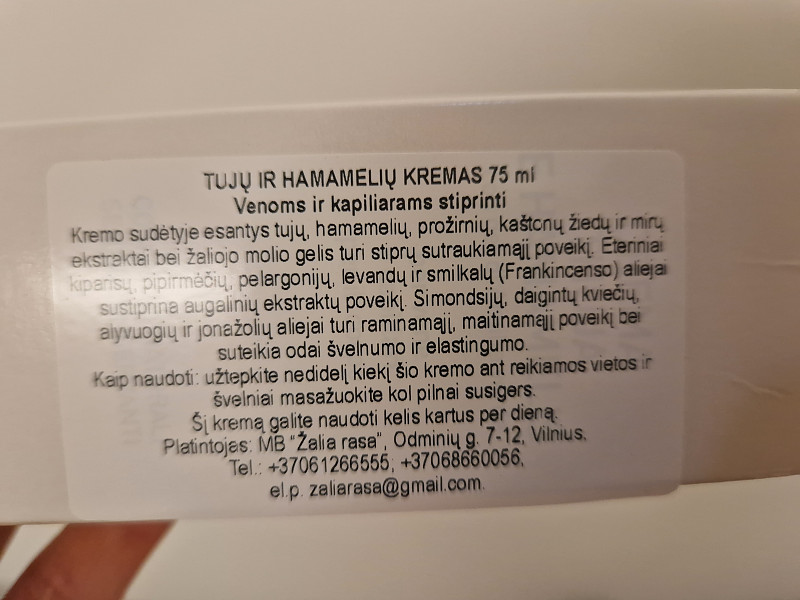 TUJŲ IR HAMAMELIŲ KREMAS 75 ml
Venoms ir kapiliarams stiprinti
Kremo sudėtyje esantys tujų, hamamelių, prožirnių, kaštonų žiedų ir mirų
ekstraktai bei žaliojo molio gelis turi stiprų sutraukiamąjį poveikį. Eteriniai
kiparisų, pipirmėčių, pelargonijų, levandų ir smilkalų (Frankincenso) aliejai
sustiprina augalinių ekstraktų poveikį. Simondsijų, daigintų kviečių,
alyvuogių ir jonažolių aliejai turi raminamąjį, maitinamąjį poveikį bei
suteikia odai švelnumo ir elastingumo.
Kaip naudoti: užtepkite nedidelį kiekį šio kremo ant reikiamos vietos ir
švelniai masažuokite kol pilnai susigers.
Šį kremą galite naudoti kelis kartus per dieną.
Platintojas: MB "Žalia rasa", Odminių g. 7-12, Vilnius.
Tel.: +37061266555; +37068660056,
el.p. zaliarasa@gmail.com.